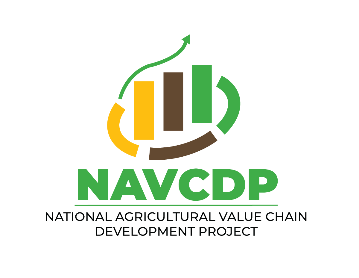 NAVCDP
NATIONAL AGRICULTURAL VALUE CHAIN
DEVELOPMENT PROJECT